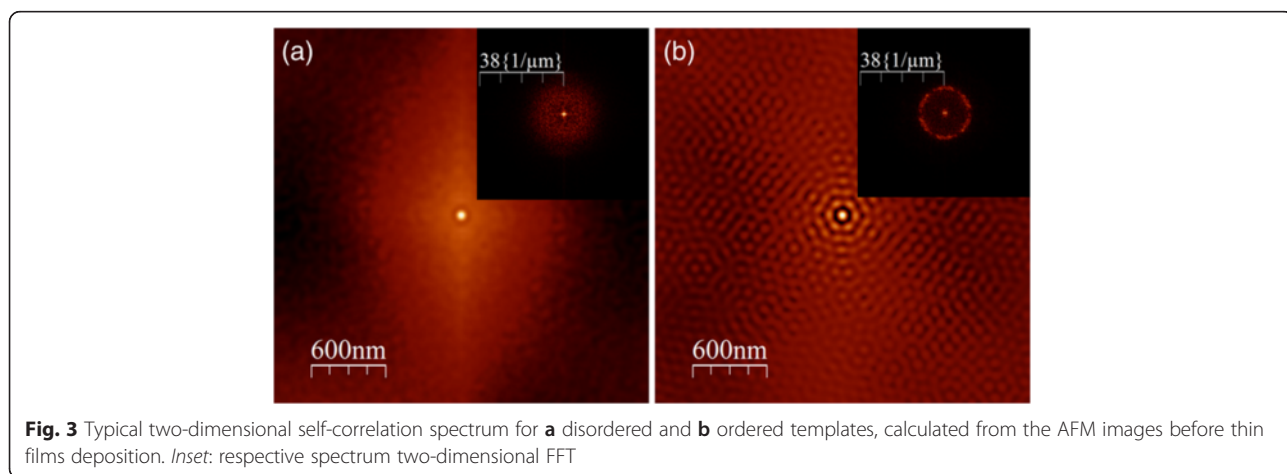 (a)
38{1/μm}
600nm
(b)
38{1/μm}
600nm
Fig. 3 Typical two-dimensional self-correlation spectrum for a disordered and b ordered templates, calculated from the AFM images before thin
films deposition. Inset: respective spectrum two-dimensional FFT